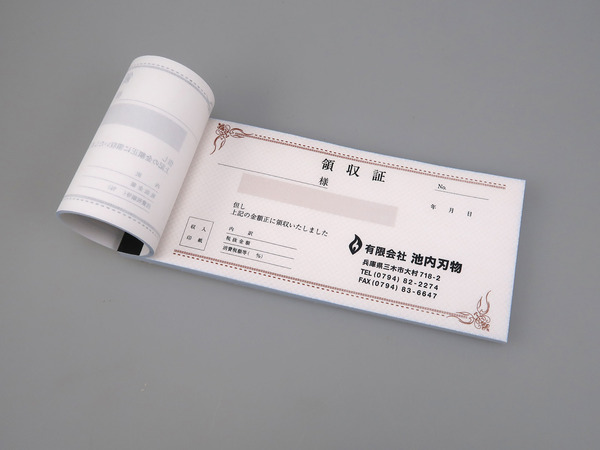 領収証
No.
様
年 月 日
但し
上記の金額正に領収いたしました
収入
印紙
内訳
税抜金額
消費税額等( %)
有限会社 池内刃物
兵庫県三木市大村718-2
TEL(0794) 82-2274
FAX(0794) 83-6647